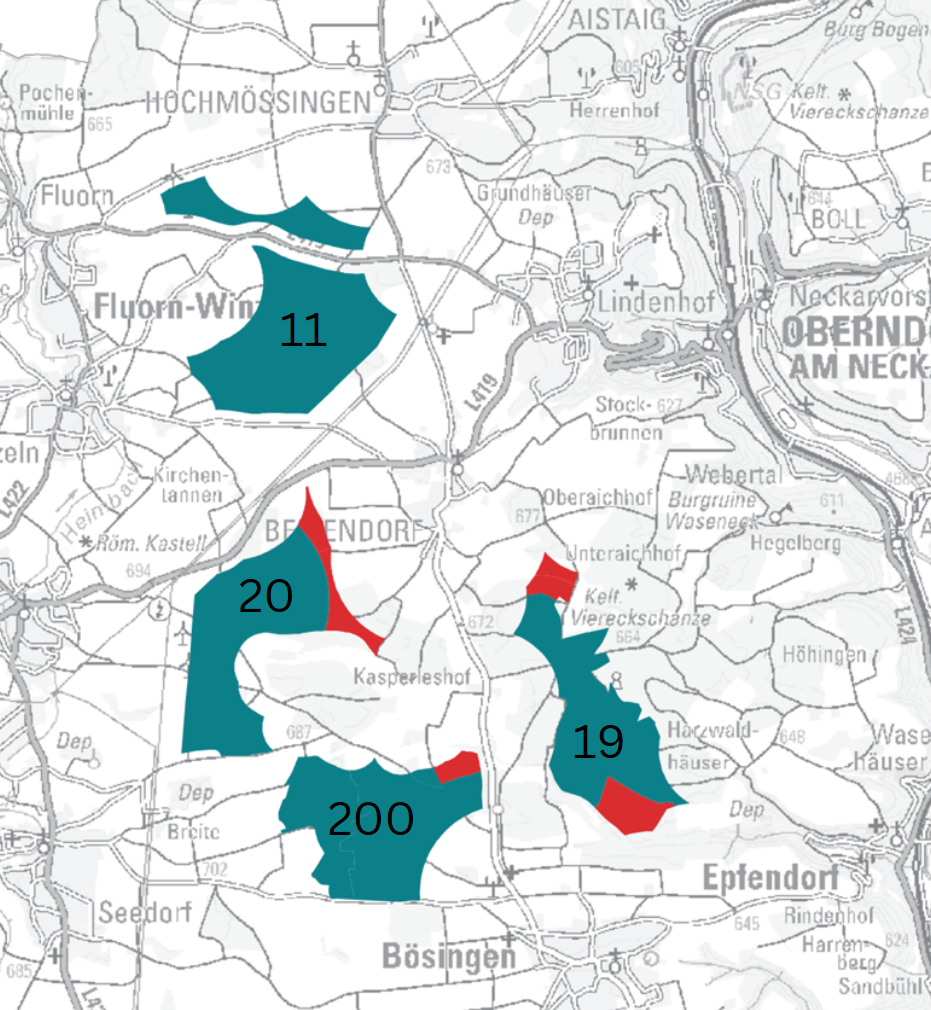 AISTAIG
Burg Bogen
605
Pochen-
mühle
HOCHMÖSSINGEN
665
Herrenhof
NSG Kelt.
Viereckschanze
673
Fluorn
Grundhäuser
Dep
644
BOLL
Fluorn-Win
11
Lindenhof
Neckarvorst
OBERND
AM NECK
L419
Stock- 627
brunnen
zeln
Kirchen-
tannen
L422
Heimbac
Webertal
Oberaichhof
Burgruine
Waseneck
611
468
677
BE ENDORF
Röm. Kastell
Hegelberg
Unteraichhof
694
20
Kelt.
Viereckschanze
672
664
L424
Höhingen
Kasperleshof
687
19
Harzwald-
häuser
648
Wase
häuser
Dep
Dep
200
Dep
Breite
702
Epfendorf
Seedorf
645
Rindenhof
Harren-
berg
624
Bösingen
685
Sandbühl